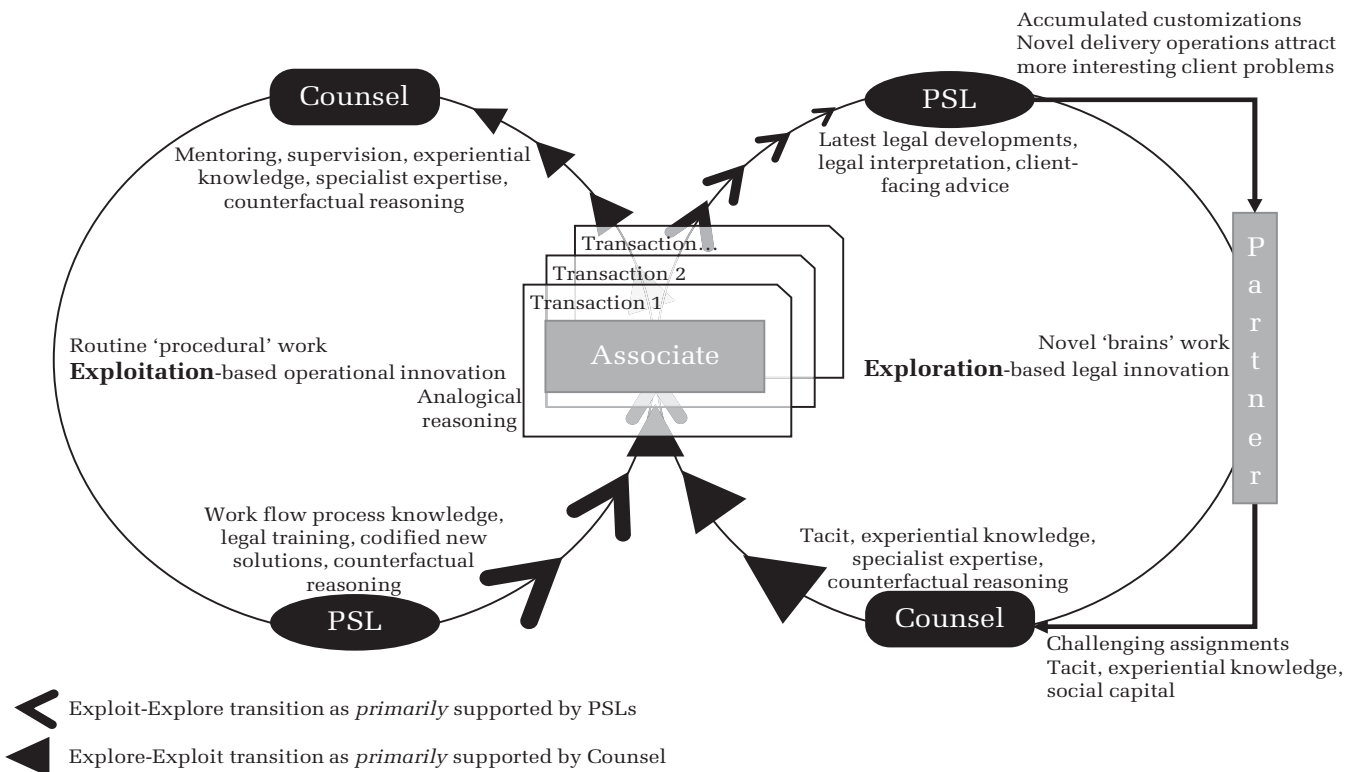 Accumulated customizations
Novel delivery operations attract
more interesting client problems
Counsel
PSL
Mentoring, supervision, experiential
knowledge, specialist expertise,
counterfactual reasoning
Latest legal developments,
legal interpretation, client-
facing advice
Transaction...
Transaction 2
Transaction 1
Associate
Partner
Routine ‘procedural’ work
Exploitation-based operational innovation
Analogical
reasoning
Novel ‘brains’ work
Exploration-based legal innovation
Work flow process knowledge,
legal training, codified new
solutions, counterfactual
reasoning
PSL
Tacit, experiential knowledge,
specialist expertise,
counterfactual reasoning
Counsel
Challenging assignments
Tacit, experiential knowledge,
social capital
Exploit-Explore transition as primarily supported by PSLs
Explore-Exploit transition as primarily supported by Counsel